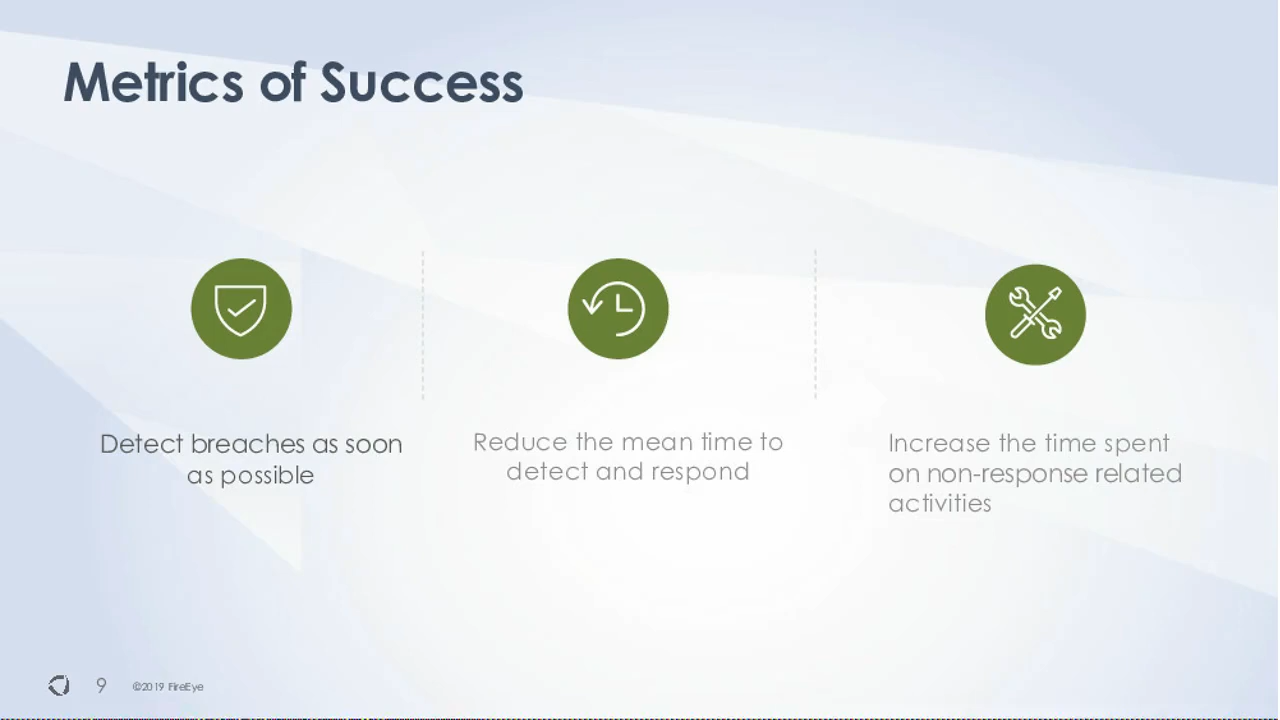 Metrics of Success
Detect breaches as soon
as possible
Reduce the mean time to
detect and respond
Increase the time spent
on non-response related
activities
9
©2019 FireEye